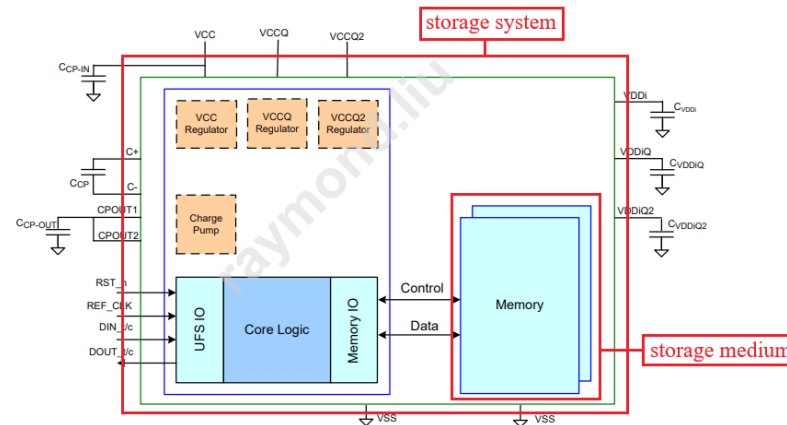 storage system
VCC
VCCQ
VCCQ2
CCP-IN
VCC
Regulator
VCCQ
Regulator
VCCQ2
Regulator
VDDi
CVDDi
C+
CCP
C-
VDDiQ
CVDDiQ
CPOUT1
CCP-OUT
CPOUT2
Charge
Pump
VDDiQ2
CVDDiQ2
raymond.liu
RST_n
REF_CLK
DIN_t/c
DOUT_t/c
UFS IO
Core Logic
Memory IO
Control
Data
Memory
storage medium
VSS
VSS